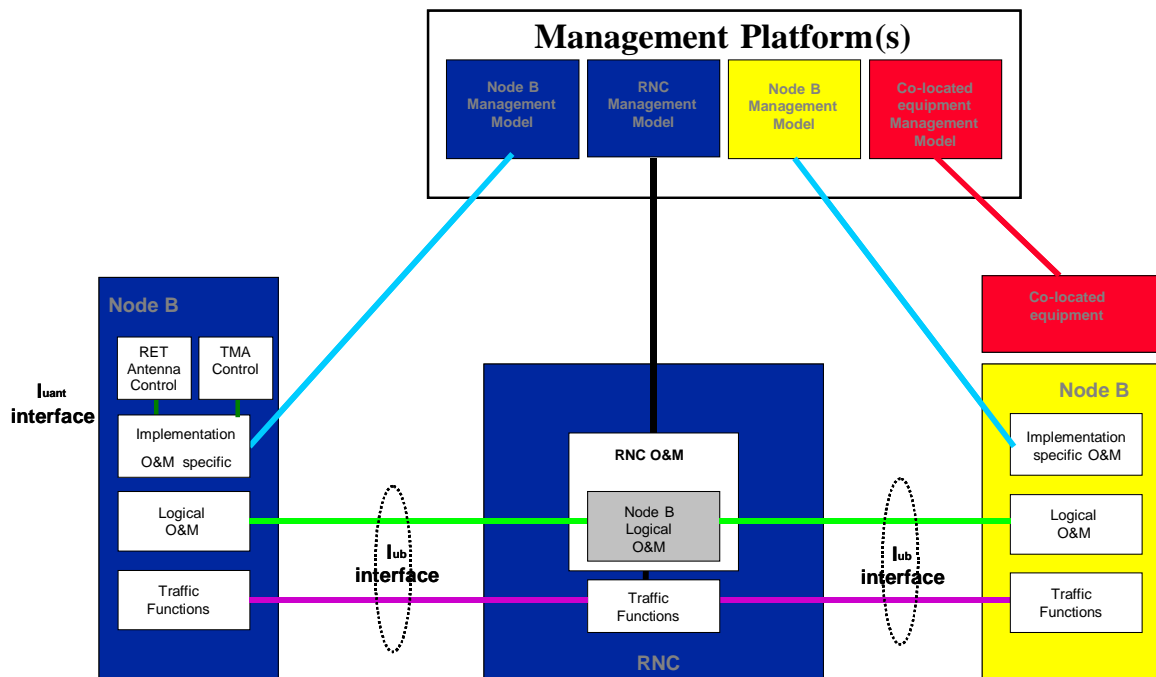 Management Platform(s)
Node B
Management
Model
RNC
Management
Model
Node B
Management
Model
Co-located
equipment
Management
Model
Node B
RET
Antenna
Control
TMA
Control
Iuant
interface
Implementation
O&M specific
Logical
O&M
Traffic
Functions
Iub
interface
RNC O&M
Node B
Logical
O&M
Traffic
Functions
RNC
Iub
interface
Co-located
equipment
Node B
Implementation
specific O&M
Logical
O&M
Traffic
Functions